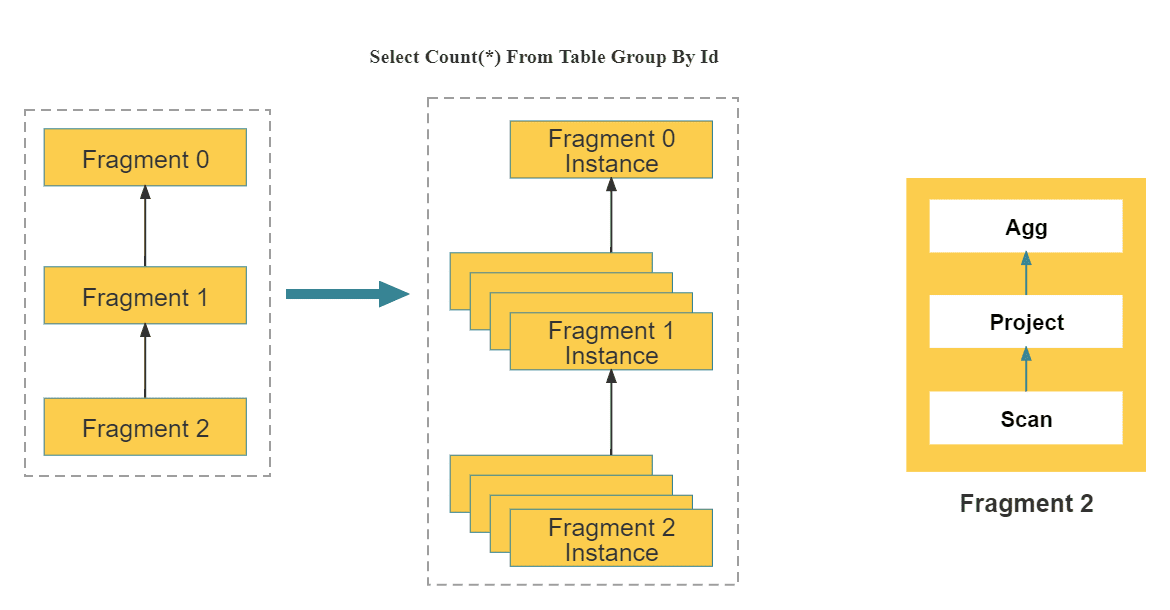 Select Count(*) From Table Group By Id
Fragment 0
Fragment 1
Fragment 2
Fragment 0
Instance
Fragment 1
Instance
Fragment 2
Instance
Agg
Project
Scan
Fragment 2